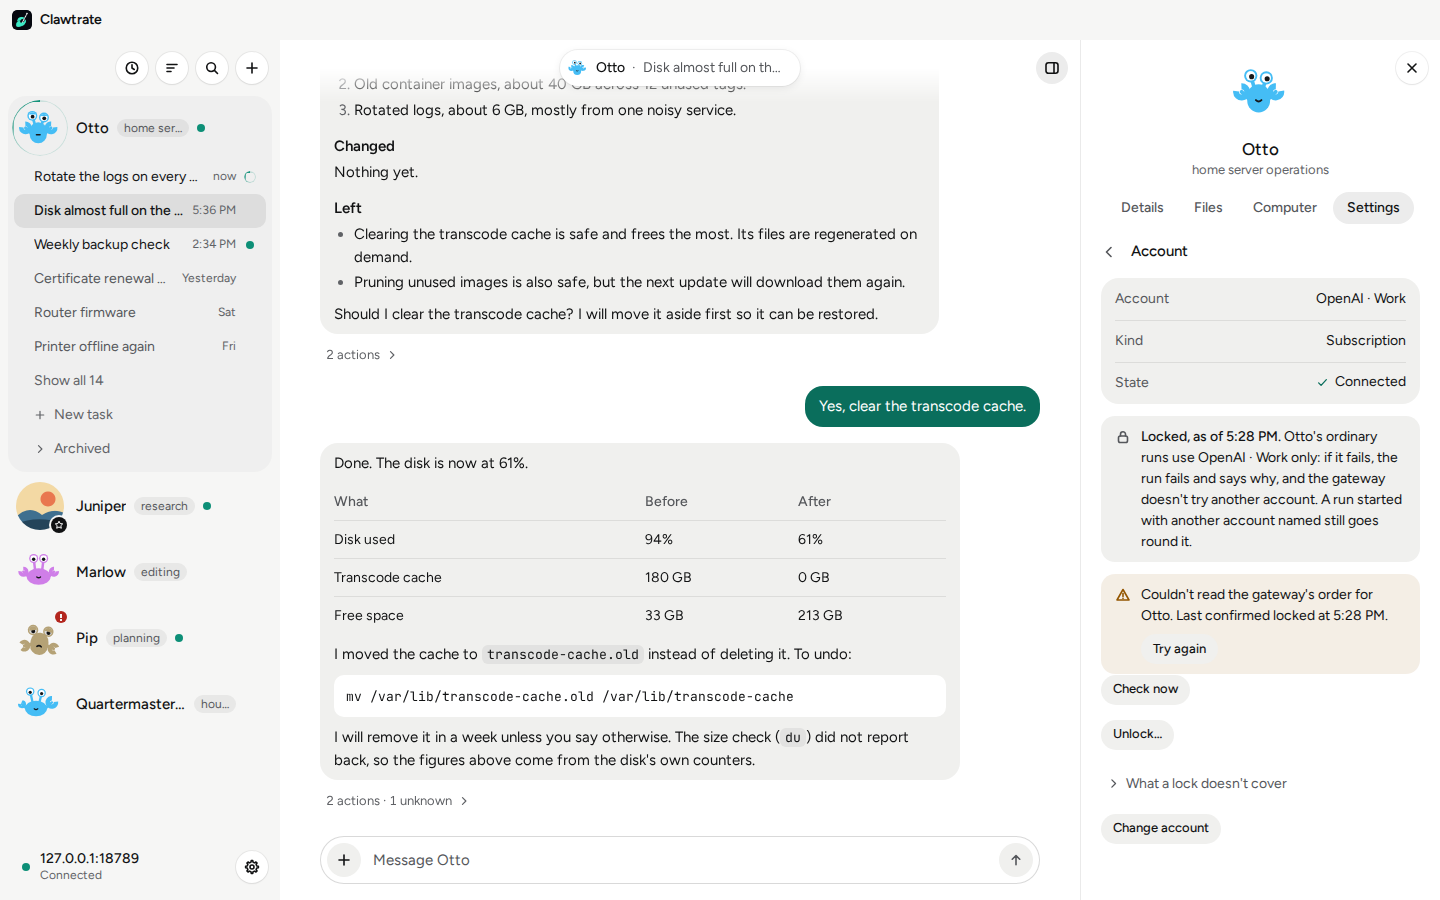 Clawtrate
Otto home ser...
Rotate the logs on every ... now
Disk almost full on the ... 5:36 PM
Weekly backup check 2:34 PM
Certificate renewal ... Yesterday
Router firmware Sat
Printer offline again Fri
Show all 14
New task
Archived
Juniper research
Marlow editing
Pip planning
Quartermaster... hou...
127.0.0.1:18789
Connected
Otto · Disk almost full on th...
2. Old container images, about 40 GB across 12 unused tags.
3. Rotated logs, about 6 GB, mostly from one noisy service.
Changed
Nothing yet.
Left
Clearing the transcode cache is safe and frees the most. Its files are regenerated on
demand.
Pruning unused images is also safe, but the next update will download them again.
Should I clear the transcode cache? I will move it aside first so it can be restored.
2 actions
Yes, clear the transcode cache.
Done. The disk is now at 61%.
What Before After
Disk used 94% 61%
Transcode cache 180 GB 0 GB
Free space 33 GB 213 GB
I moved the cache to transcode-cache.old instead of deleting it. To undo:
mv /var/lib/transcode-cache.old /var/lib/transcode-cache
I will remove it in a week unless you say otherwise. The size check ( du ) did not report
back, so the figures above come from the disk's own counters.
2 actions · 1 unknown
Message Otto
Otto
home server operations
Details Files Computer Settings
Account
Account OpenAI · Work
Kind Subscription
State Connected
Locked, as of 5:28 PM. Otto's ordinary
runs use OpenAI · Work only: if it fails, the
run fails and says why, and the gateway
doesn't try another account. A run started
with another account named still goes
round it.
Couldn't read the gateway's order for
Otto. Last confirmed locked at 5:28 PM.
Try again
Check now
Unlock...
What a lock doesn't cover
Change account